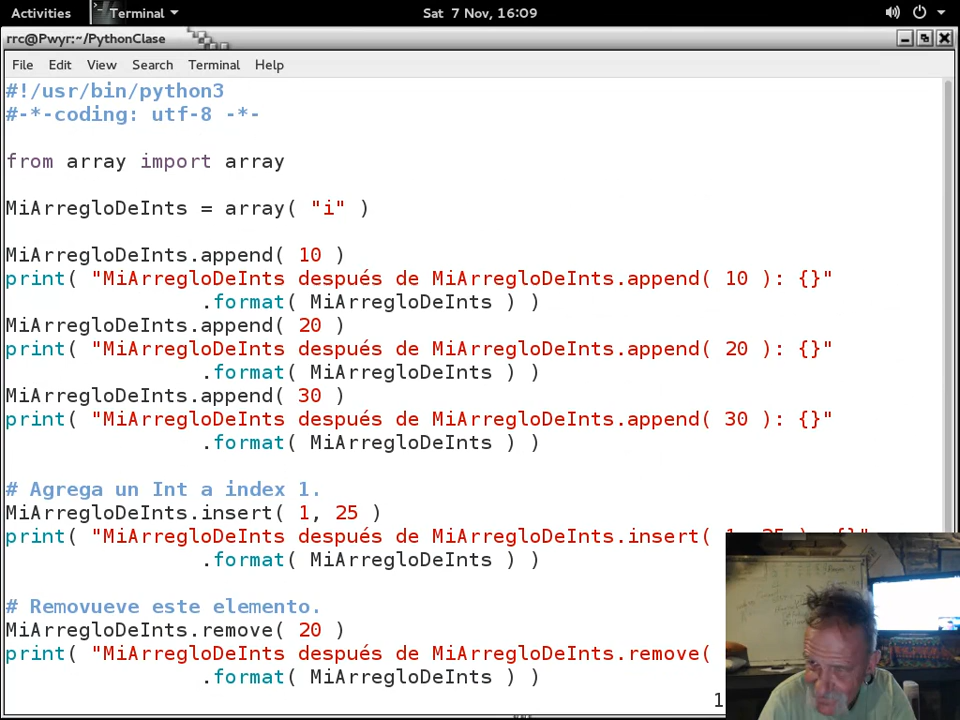 Activities Terminal Sat 7 Nov, 16:09
rrc@Pwyr:~/PythonClase
File Edit View Search Terminal Help
#!/usr/bin/python3
#-*-coding: utf-8 -*-
from array import array
MiArregloDeInts = array( "i" )
MiArregloDeInts.append( 10 )
print( "MiArregloDeInts después de MiArregloDeInts.append( 10 ): {}"
.format( MiArregloDeInts ) )
MiArregloDeInts.append( 20 )
print( "MiArregloDeInts después de MiArregloDeInts.append( 20 ): {}"
.format( MiArregloDeInts ) )
MiArregloDeInts.append( 30 )
print( "MiArregloDeInts después de MiArregloDeInts.append( 30 ): {}"
.format( MiArregloDeInts ) )
# Agrega un Int a index 1.
MiArregloDeInts.insert( 1, 25 )
print( "MiArregloDeInts después de MiArregloDeInts.insert( 1, 25 ): {}"
.format( MiArregloDeInts ) )
# Removueve este elemento.
MiArregloDeInts.remove( 20 )
print( "MiArregloDeInts después de MiArregloDeInts.remove(
.format( MiArregloDeInts ) )
1